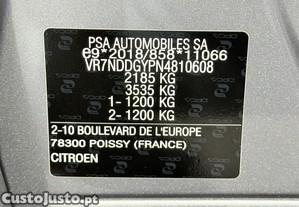 PSA AUTOMOBILES SA
e9*2018/858*11066
VR7NDDGYPN4810608
2185 KG
3535 KG
1- 1200 KG
2- 1200 KG
2-10 BOULEVARD DE L'EUROPE
78300 POISSY (FRANCE)
CITROEN
CustoJusto.pt